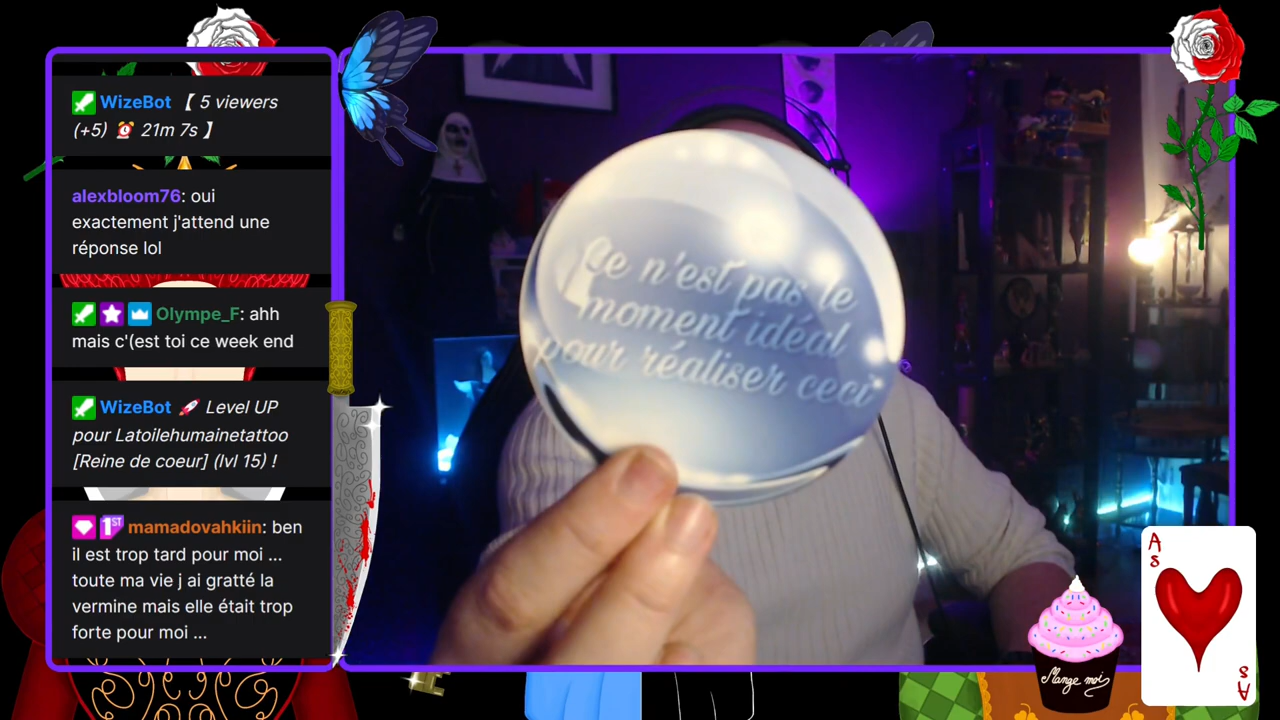 WizeBot 【 5 viewers
(+5) ⏰ 21m 7s 】
alexbloom76: oui
exactement j'attend une
réponse lol
1ST
Olympe_F: ahh
mais c'(est toi ce week end
WizeBot 🚀 Level UP
pour Latoilehumainetattoo
[Reine de coeur] (lvl 15) !
mamadovahkiin: ben
il est trop tard pour moi ...
toute ma vie j ai gratté la
vermine mais elle était trop
forte pour moi ...
Ce n'est pas le
moment idéal
pour réaliser ceci
Mange moi
As
As